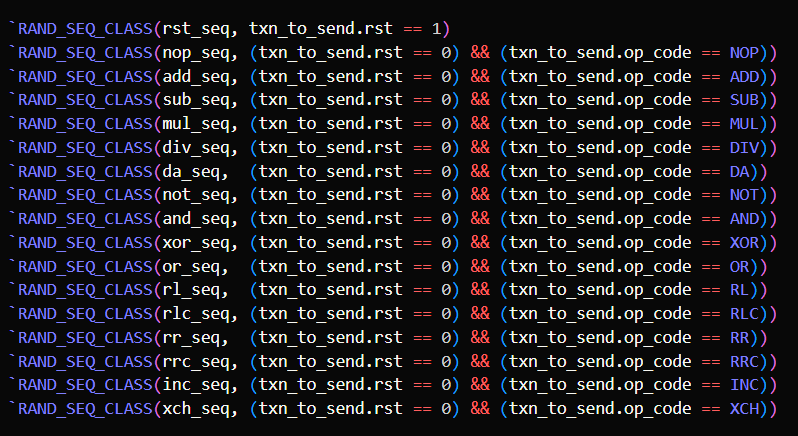 `RAND_SEQ_CLASS(rst_seq, txn_to_send.rst == 1)
`RAND_SEQ_CLASS(nop_seq, (txn_to_send.rst == 0) && (txn_to_send.op_code == NOP))
`RAND_SEQ_CLASS(add_seq, (txn_to_send.rst == 0) && (txn_to_send.op_code == ADD))
`RAND_SEQ_CLASS(sub_seq, (txn_to_send.rst == 0) && (txn_to_send.op_code == SUB))
`RAND_SEQ_CLASS(mul_seq, (txn_to_send.rst == 0) && (txn_to_send.op_code == MUL))
`RAND_SEQ_CLASS(div_seq, (txn_to_send.rst == 0) && (txn_to_send.op_code == DIV))
`RAND_SEQ_CLASS(da_seq,  (txn_to_send.rst == 0) && (txn_to_send.op_code == DA))
`RAND_SEQ_CLASS(not_seq, (txn_to_send.rst == 0) && (txn_to_send.op_code == NOT))
`RAND_SEQ_CLASS(and_seq, (txn_to_send.rst == 0) && (txn_to_send.op_code == AND))
`RAND_SEQ_CLASS(xor_seq, (txn_to_send.rst == 0) && (txn_to_send.op_code == XOR))
`RAND_SEQ_CLASS(or_seq,  (txn_to_send.rst == 0) && (txn_to_send.op_code == OR))
`RAND_SEQ_CLASS(rl_seq,  (txn_to_send.rst == 0) && (txn_to_send.op_code == RL))
`RAND_SEQ_CLASS(rlc_seq, (txn_to_send.rst == 0) && (txn_to_send.op_code == RLC))
`RAND_SEQ_CLASS(rr_seq,  (txn_to_send.rst == 0) && (txn_to_send.op_code == RR))
`RAND_SEQ_CLASS(rrc_seq, (txn_to_send.rst == 0) && (txn_to_send.op_code == RRC))
`RAND_SEQ_CLASS(inc_seq, (txn_to_send.rst == 0) && (txn_to_send.op_code == INC))
`RAND_SEQ_CLASS(xch_seq, (txn_to_send.rst == 0) && (txn_to_send.op_code == XCH))